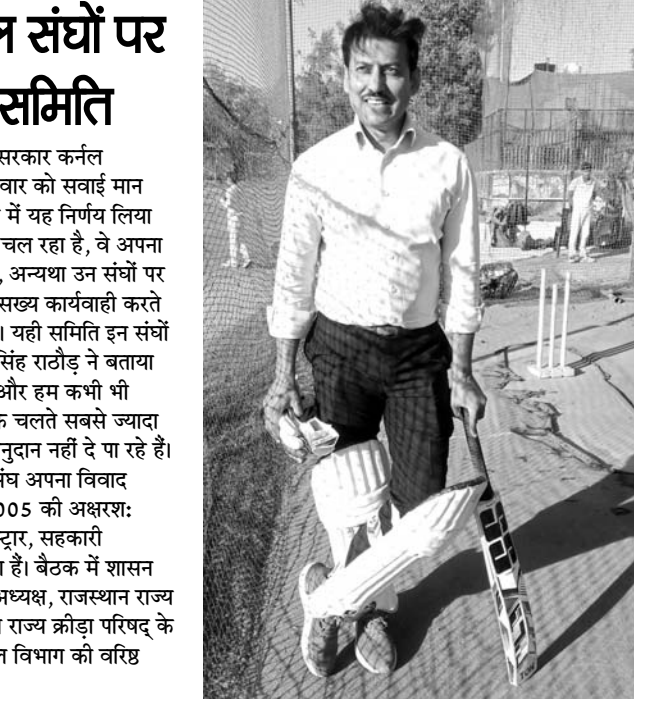 संघों पर
समिति
सरकार कर्नल
वार को सवाई मान
में यह निर्णय लिया
चल रहा है, वे अपना
, अन्यथा उन संघों पर
सख्य कार्यवाही करते
। यही समिति इन संघों
सिंह राठौड़ ने बताया
और हम कभी भी
चलते सबसे ज्यादा
नुदान नहीं दे पा रहे हैं।
संघ अपना विवाद
005 की अक्षरशः
स्ट्रार, सहकारी
हैं। बैठक में शासन
अध्यक्ष, राजस्थान राज्य
राज्य क्रीड़ा परिषद् के
विभाग की वरिष्ठ